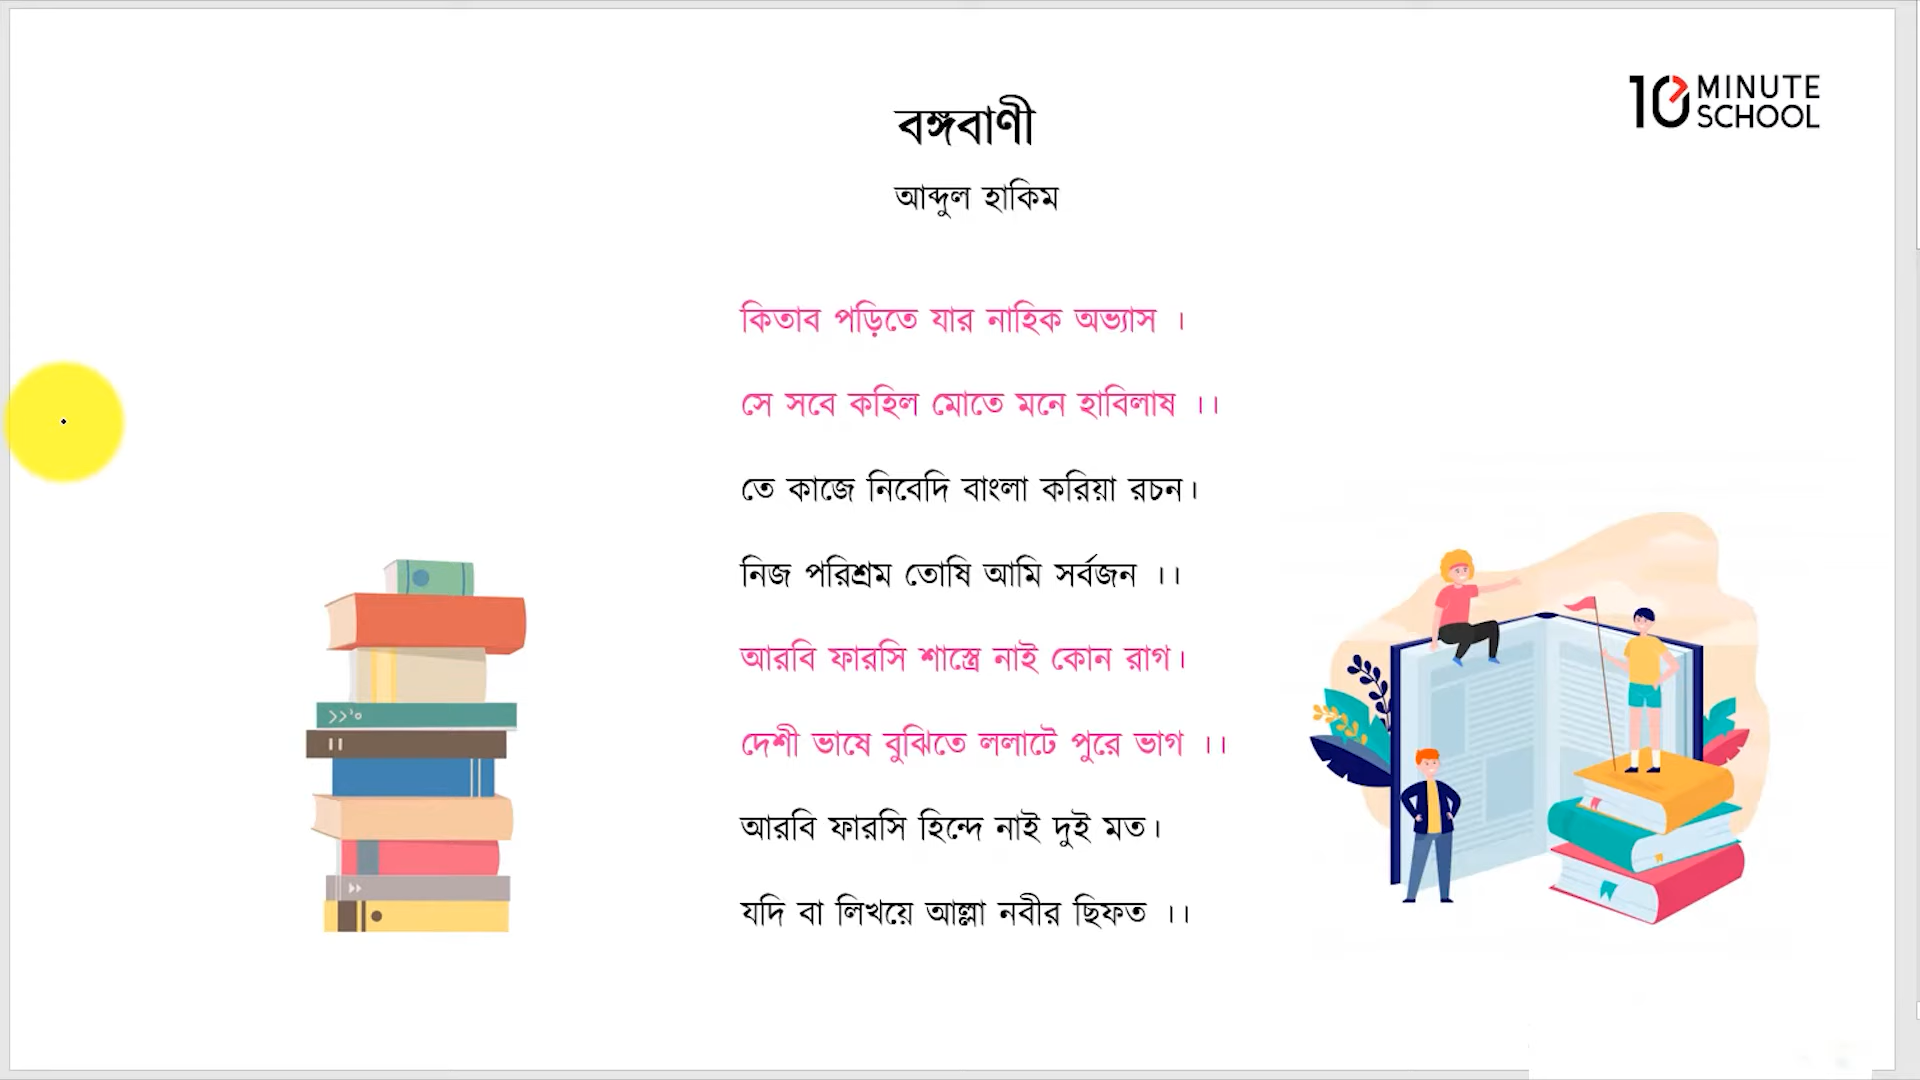 বঙ্গবাণী
আব্দুল হাকিম
10 MINUTE SCHOOL
কিতাব পড়িতে যার নাহিক অভ্যাস ।
সে সবে কহিল মোতে মনে হাবিলাষ ।।
তে কাজে নিবেদি বাংলা করিয়া রচন।
নিজ পরিশ্রম তোষি আমি সর্বজন ।।
আরবি ফারসি শাস্ত্রে নাই কোন রাগ।
দেশী ভাষে বুঝিতে ললাটে পুরে ভাগ ।।
আরবি ফারসি হিন্দে নাই দুই মত।
যদি বা লিখয়ে আল্লা নবীর ছিফত ।।